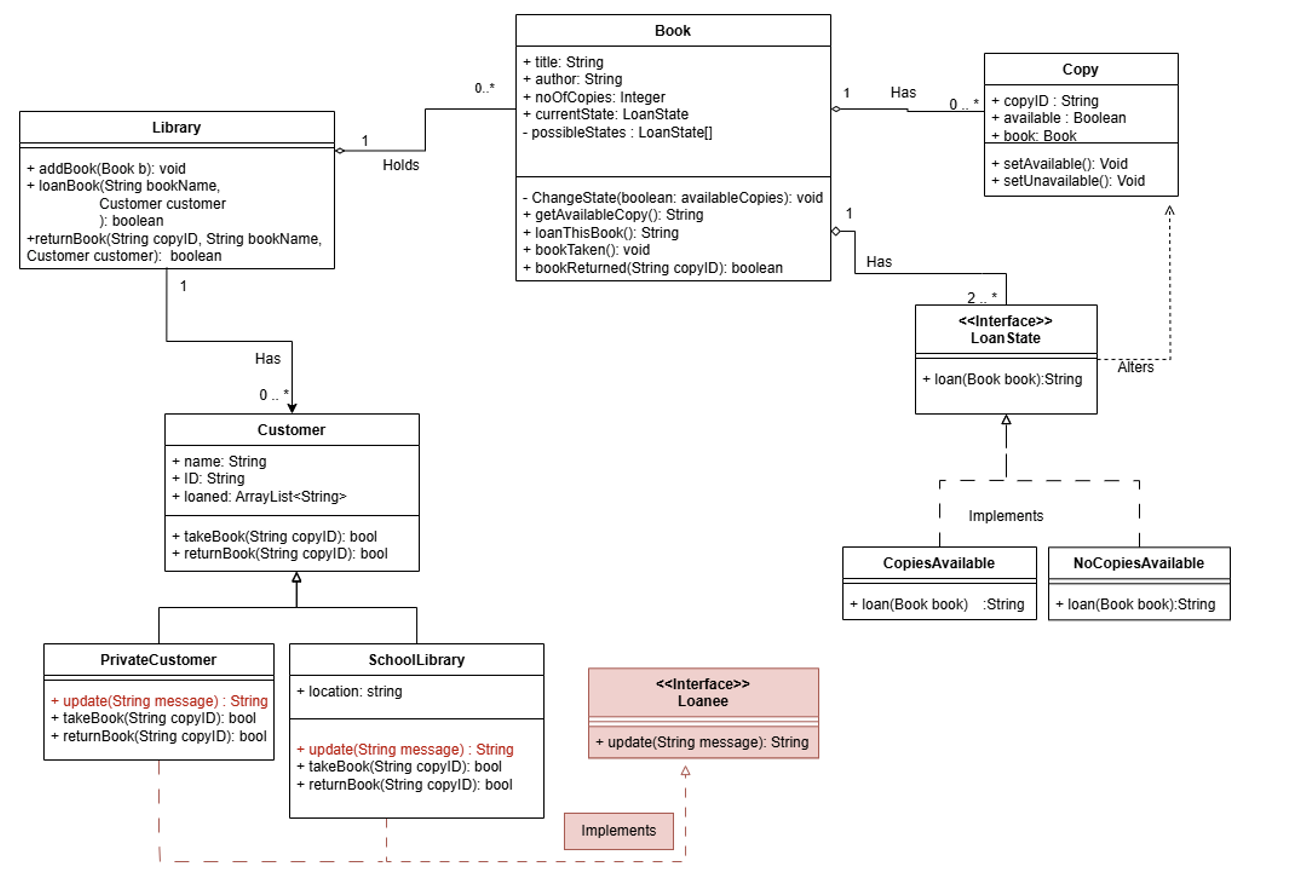 Book
+ title: String
+ author: String
+ noOfCopies: Integer
+ currentState: LoanState
- possibleStates : LoanState[]
- ChangeState(boolean: availableCopies): void
+ getAvailableCopy(): String
+ loanThisBook(): String
+ bookTaken(): void
+ bookReturned(String copyID): boolean
Copy
+ copyID : String
+ available : Boolean
+ book: Book
+ setAvailable(): Void
+ setUnavailable(): Void
1
Has
0 .. *
0..*
1
Holds
Library
+ addBook(Book b): void
+ loanBook(String bookName,
Customer customer
): boolean
+returnBook(String copyID, String bookName,
Customer customer):  boolean
1
Has
2 .. *
<<Interface>>
LoanState
+ loan(Book book):String
Alters
1
Has
0 .. *
Customer
+ name: String
+ ID: String
+ loaned: ArrayList<String>
+ takeBook(String copyID): bool
+ returnBook(String copyID): bool
Implements
CopiesAvailable
+ loan(Book book)    :String
NoCopiesAvailable
+ loan(Book book):String
PrivateCustomer
+ update(String message) : String
+ takeBook(String copyID): bool
+ returnBook(String copyID): bool
SchoolLibrary
+ location: string
+ update(String message) : String
+ takeBook(String copyID): bool
+ returnBook(String copyID): bool
<<Interface>>
Loanee
+ update(String message): String
Implements